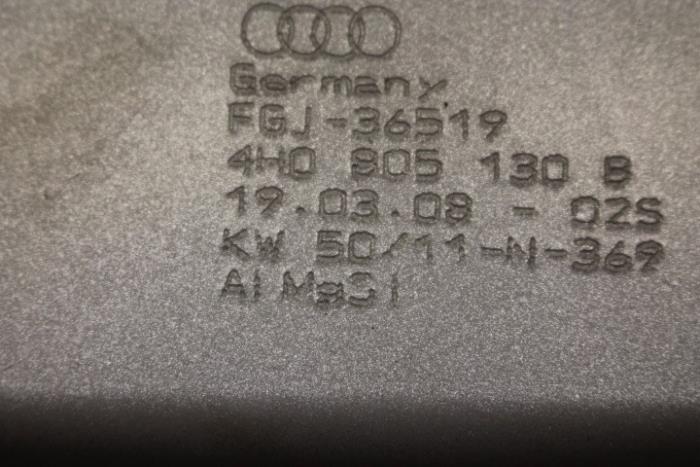 Germany
FGJ-36519
4H0 805 130 B
19.03.08 - 02S
KW 50/11-N-369
AlMgSi